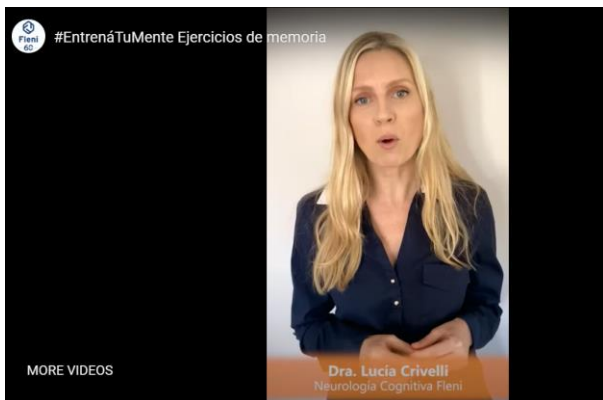 Fleni
60
#EntrenáTuMente Ejercicios de memoria
MORE VIDEOS
Dra. Lucía Crivelli
Neurología Cognitiva Fleni